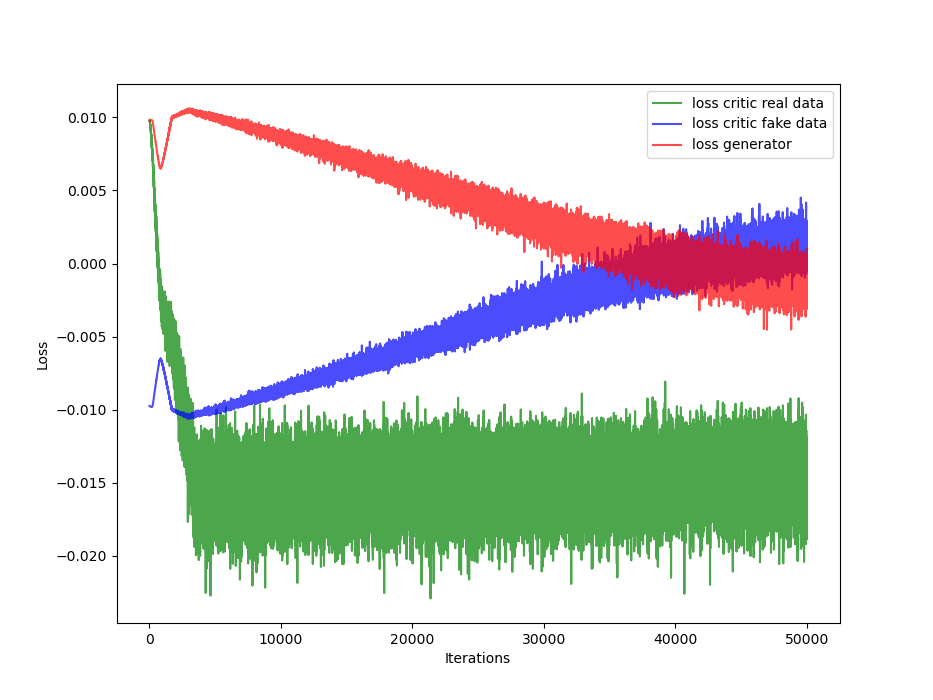 loss critic real data
loss critic fake data
loss generator
0.010
0.005
0.000
−0.005
−0.010
−0.015
−0.020
Loss
0 10000 20000 30000 40000 50000
Iterations